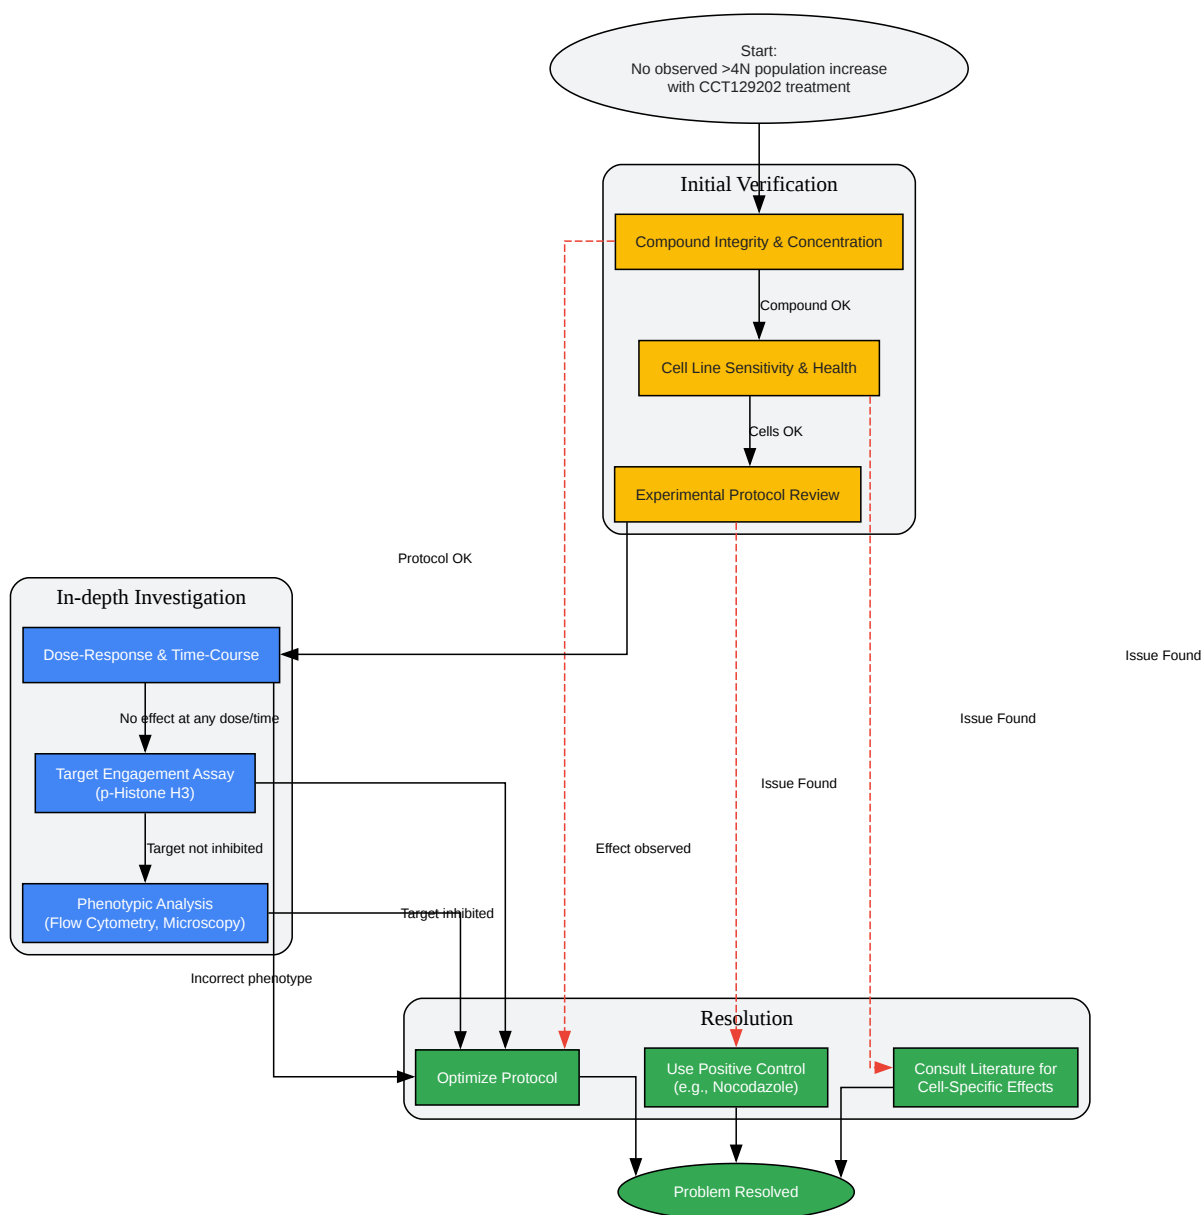 Start:
No observed >4N population increase
with CCT129202 treatment
Initial Verification
Compound Integrity & Concentration
Compound OK
Cell Line Sensitivity & Health
Cells OK
Experimental Protocol Review
Protocol OK
In-depth Investigation
Dose-Response & Time-Course
Issue Found
No effect at any dose/time
Issue Found
Target Engagement Assay
(p-Histone H3)
Issue Found
Target not inhibited
Effect observed
Phenotypic Analysis
(Flow Cytometry, Microscopy)
Target inhibited
Incorrect phenotype
Resolution
Optimize Protocol
Use Positive Control
(e.g., Nocodazole)
Consult Literature for
Cell-Specific Effects
Problem Resolved